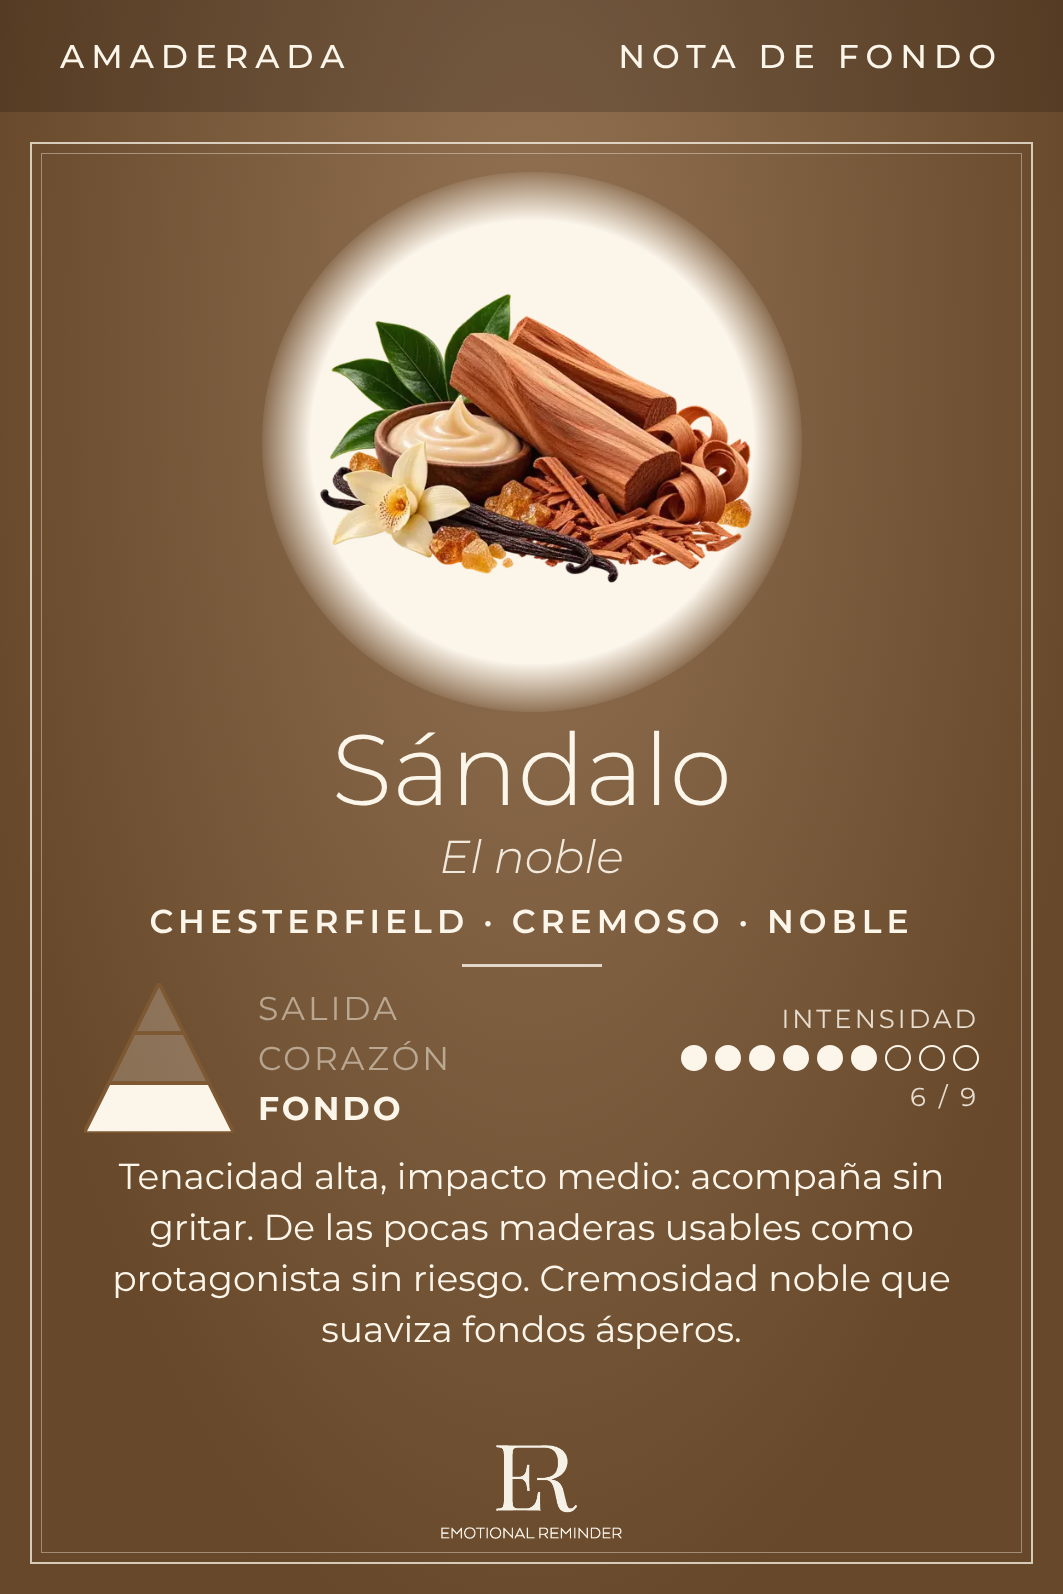 AMADERADA
NOTA DE FONDO
Sándalo
El noble
CHESTERFIELD · CREMOSO · NOBLE
SALIDA
CORAZÓN
FONDO
INTENSIDAD
6 / 9
Tenacidad alta, impacto medio: acompaña sin
gritar. De las pocas maderas usables como
protagonista sin riesgo. Cremosidad noble que
suaviza fondos ásperos.
ER
EMOTIONAL REMINDER